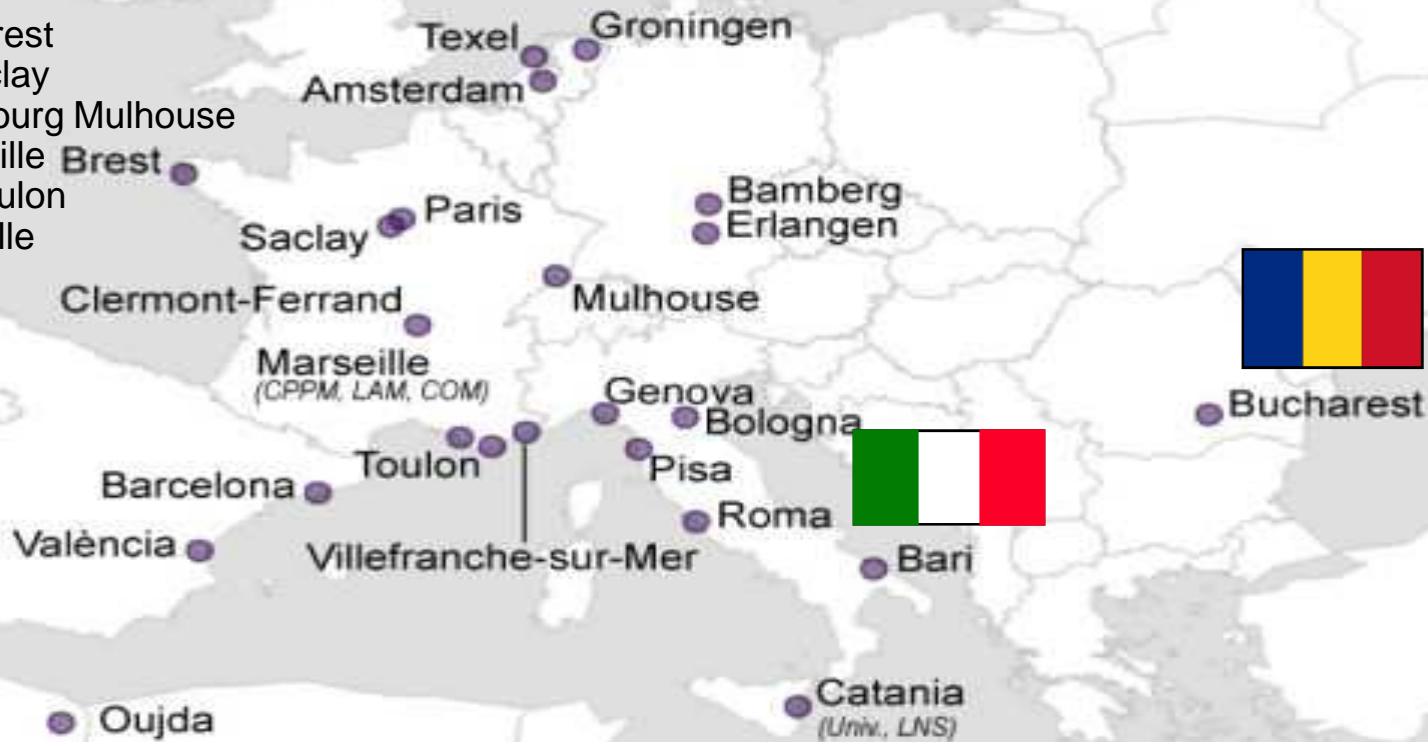 rest
clay
ourg Mulhouse
ille
ulon
lle
Texel
Groningen
Amsterdam
Brest
Paris
Saclay
Bamberg
Erlangen
Clermont-Ferrand
Mulhouse
Marseille
(CPPM, LAM, COM)
Genova
Bologna
Bucharest
Toulon
Pisa
Barcelona
Roma
València
Villefranche-sur-Mer
Bari
Catania
(Univ., LNS)
Oujda